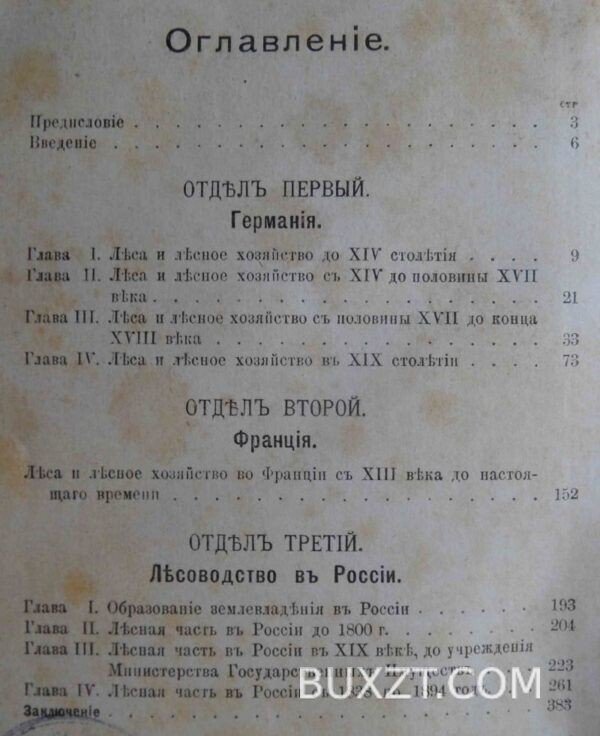 Оглавленіе.
стр
Предисловіе . . . . . . . . . . . . . . . . 3
Введеніе . . . . . . . . . . . . . . . . . 6
ОТДѢЛЪ ПЕРВЫЙ.
Германія.
Глава I. Лѣса и лѣсное хозяйство до XIV столѣтія . . . . 9
Глава II. Лѣса и лѣсное хозяйство съ XIV до половины XVII
вѣка . . . . . . . . . . . . . . . . 21
Глава III. Лѣса и лѣсное хозяйство съ половины XVII до конца
XVIII вѣка . . . . . . . . . . . . . 33
Глава IV. Лѣса и лѣсное хозяйство въ XIX столѣтіи . . . 73
ОТДѢЛЪ ВТОРОЙ.
Франція.
Лѣса и лѣсное хозяйство во Франціи съ XIII вѣка до настоя-
щаго времени . . . . . . . . . . . . . . 152
ОТДѢЛЪ ТРЕТІЙ.
Лѣсоводство въ Россіи.
Глава I. Образованіе землевладѣнія въ Россіи . . . . . 193
Глава II. Лѣсная часть въ Россіи до 1800 г. . . . . . . 204
Глава III. Лѣсная часть въ Россіи въ XIX вѣкѣ, до учрежденія
Министерства Государственныхъ Имуществъ . . . 223
Глава IV. Лѣсная часть въ Россіи съ 1838 по 1894 годъ . . 261
Заключеніе . . . . . . . . . . . . . . . . 383
BUXZT.COM